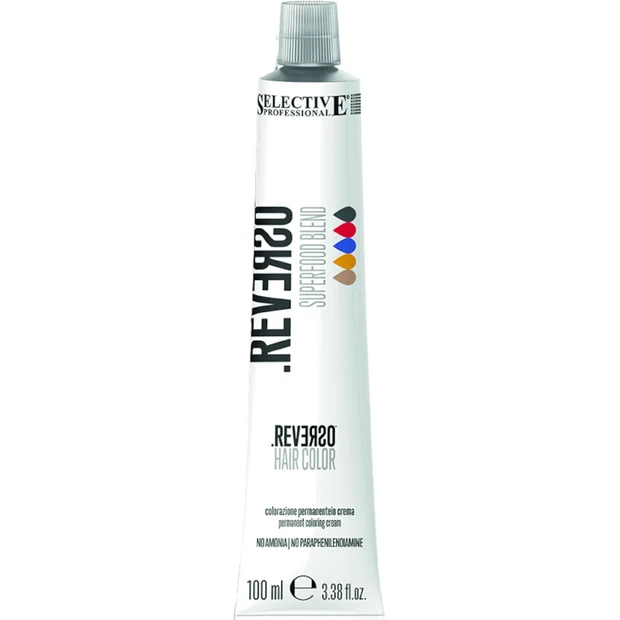 SELECTIVE®
PROFESSIONAL
.REVERSO
SUPERFOOD BLEND
.REVERSO
HAIR COLOR
colorazione permanentein crema
permanent coloring cream
NO AMONIA | NO PARAPHENILENDIAMINE
100 ml ℮ 3.38 fl.oz.